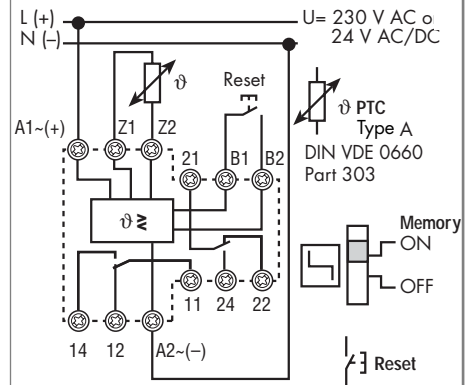 L (+)
U= 230 V AC o
N (–)
24 V AC/DC
Reset
ϑ
ϑ PTC
Type A
DIN VDE 0660
Part 303
A1~(+)
Z1
Z2
21
B1
B2
ϑ
Memory
ON
OFF
11
24
22
14
12
A2~(–)
Reset